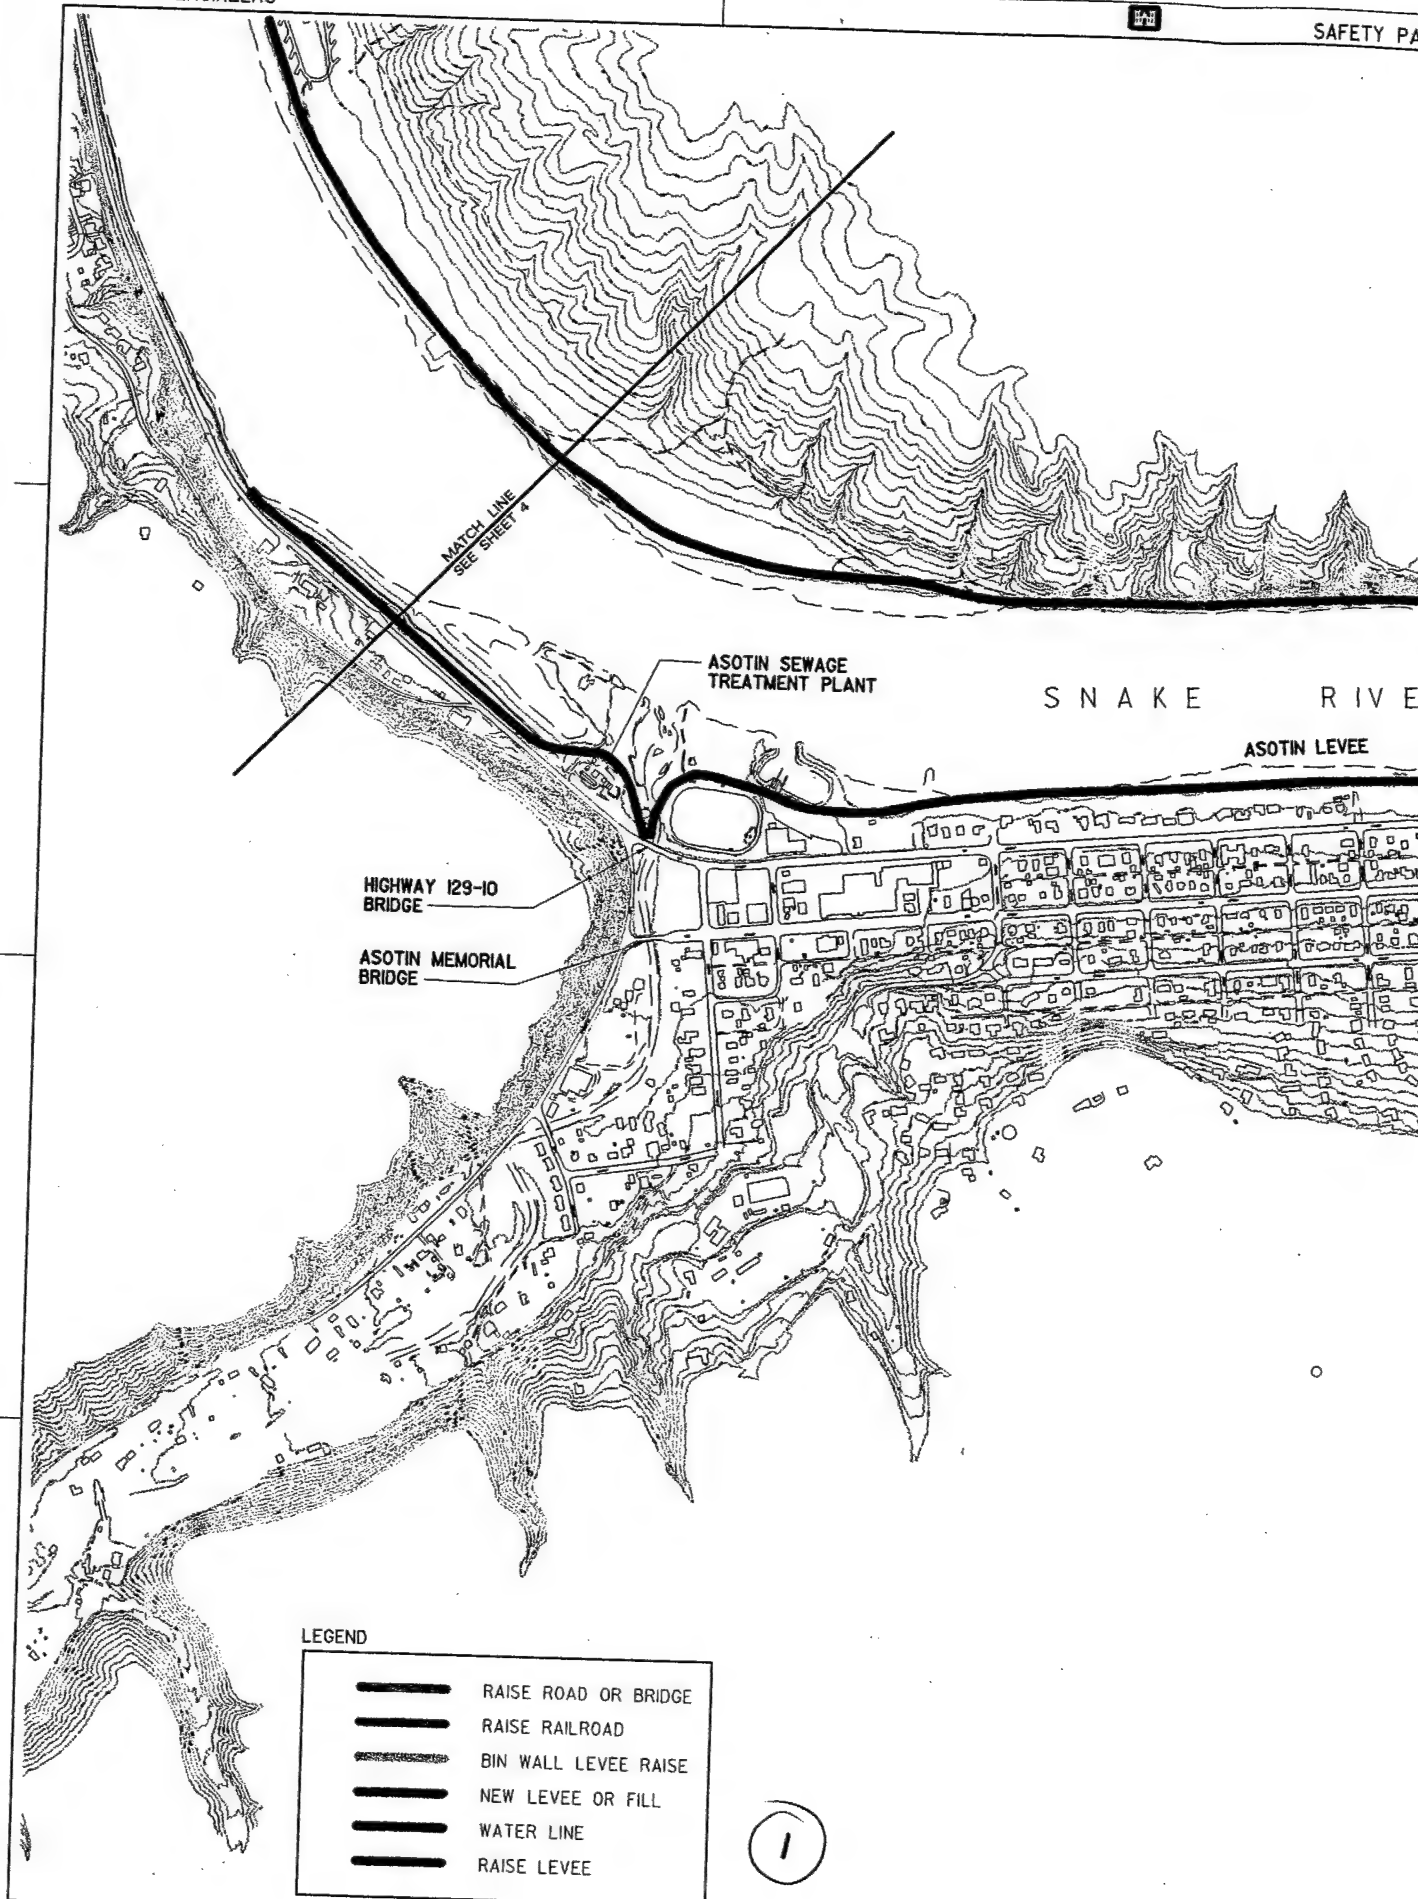 SAFETY PA
MATCH LINE
SEE SHEET 4
ASOTIN SEWAGE
TREATMENT PLANT
SNAKE RIVE
ASOTIN LEVEE
HIGHWAY 129-10
BRIDGE
ASOTIN MEMORIAL
BRIDGE
LEGEND
RAISE ROAD OR BRIDGE
RAISE RAILROAD
BIN WALL LEVEE RAISE
NEW LEVEE OR FILL
WATER LINE
RAISE LEVEE
1